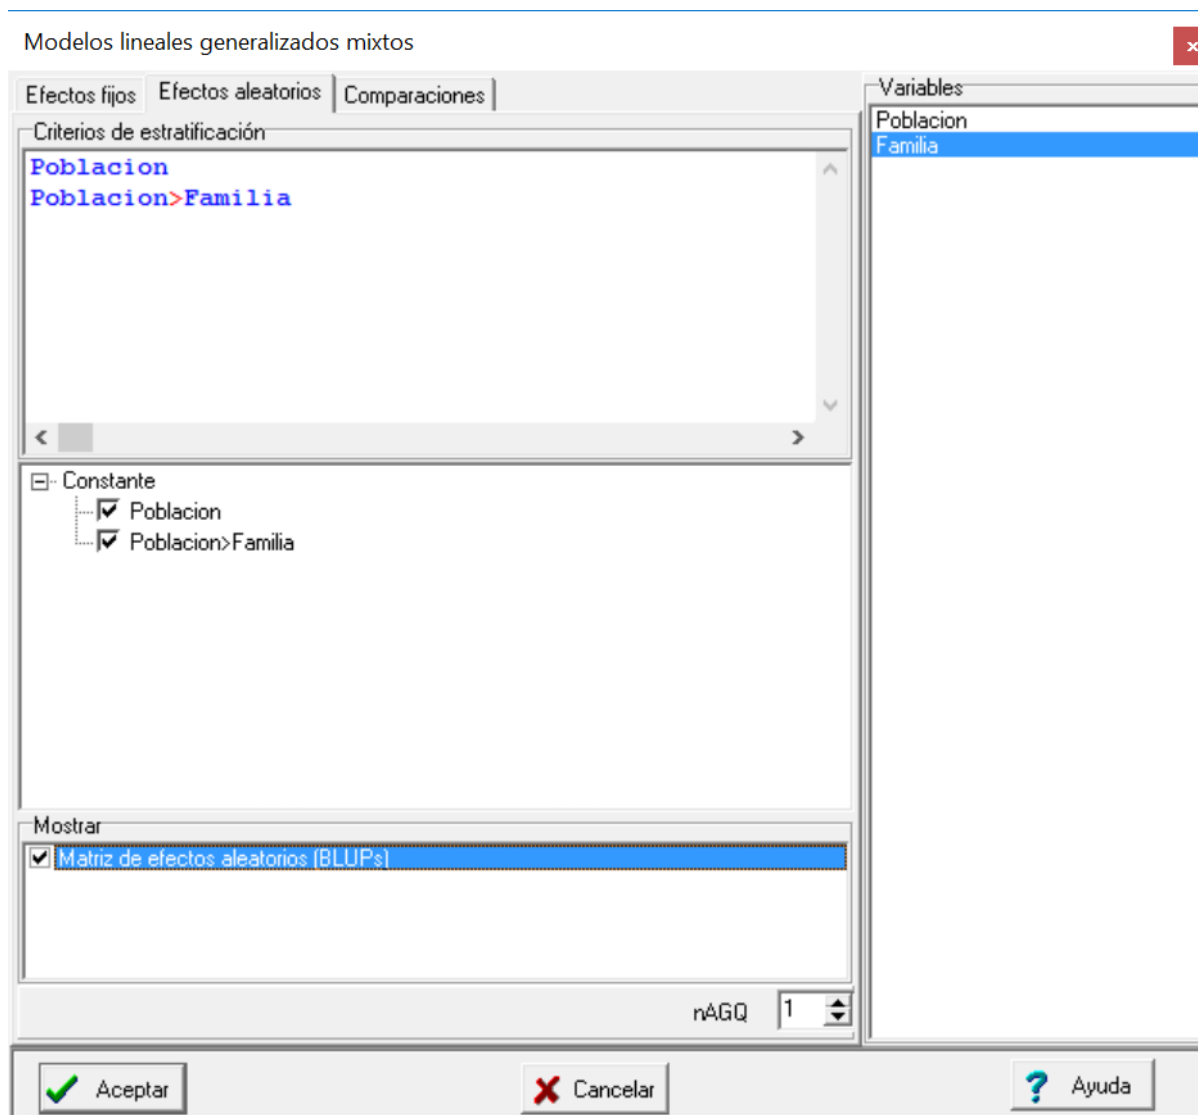 Modelos lineales generalizados mixtos
Efectos fijos Efectos aleatorios Comparaciones
Criterios de estratificación
Poblacion
Poblacion>Familia
Constante
Poblacion
Poblacion>Familia
Mostrar
Matriz de efectos aleatorios (BLUPs)
nAGQ 1
Variables
Poblacion
Familia
Aceptar Cancelar Ayuda